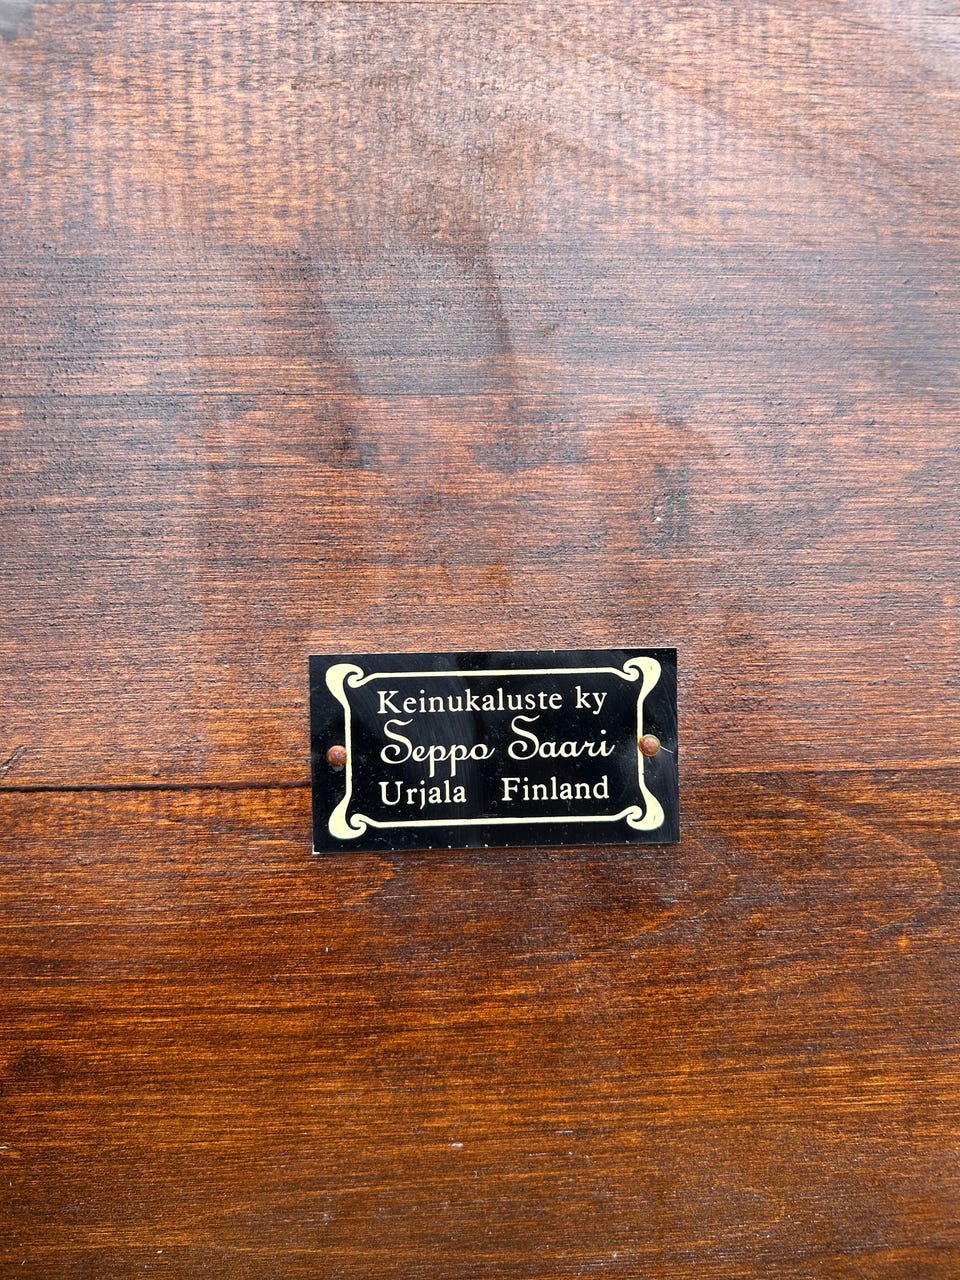 Keinukaluste ky
Seppo Saari
Urjala Finland